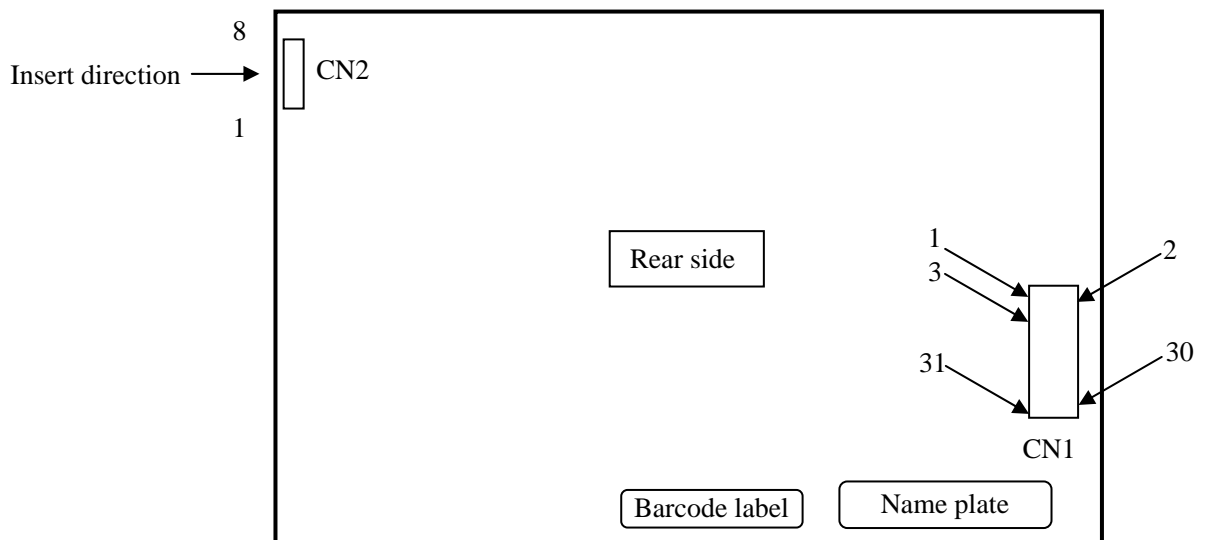 8
Insert direction
CN2
1
Rear side
1
2
3
31
30
CN1
Barcode label
Name plate